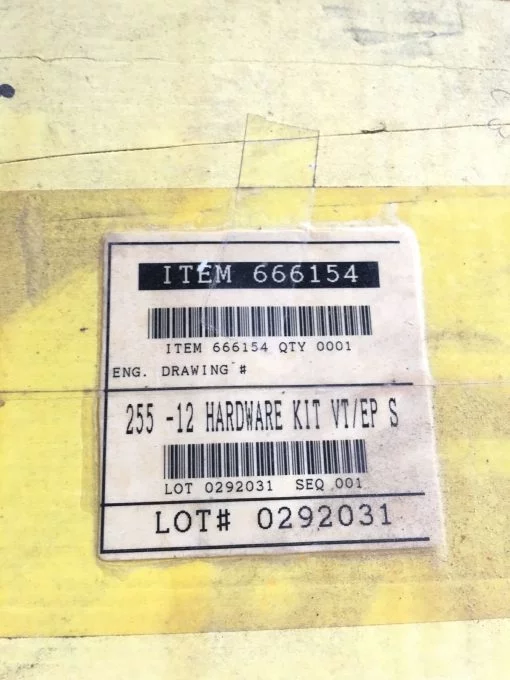 ITEM 666154
ITEM 666154 QTY 0001
ENG. DRAWING #
255 -12 HARDWARE KIT VT/EP S
LOT 0292031 SEQ 001
LOT# 0292031